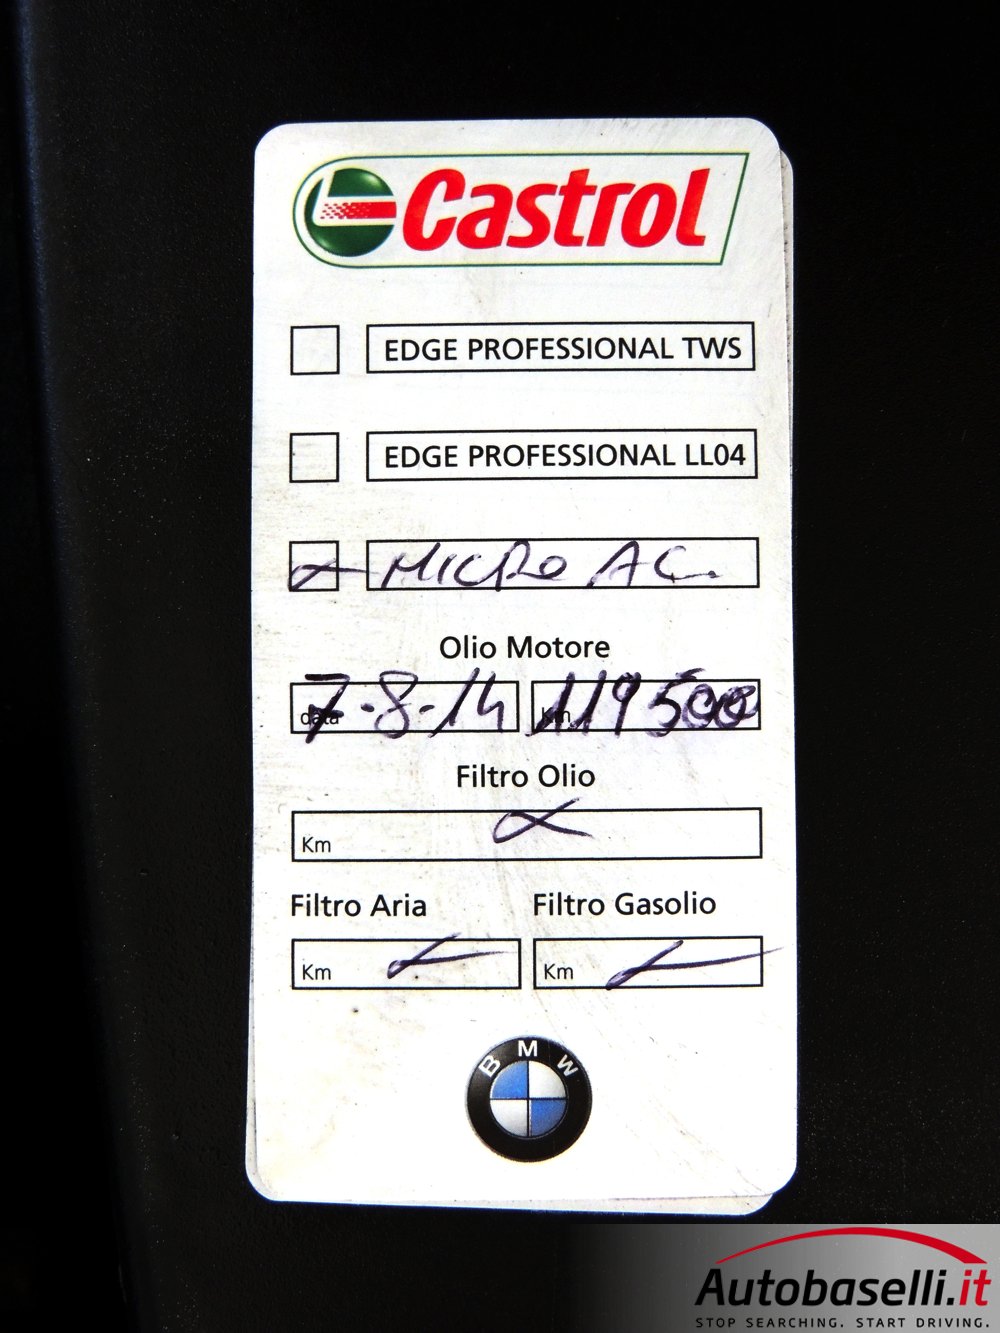 Castrol
EDGE PROFESSIONAL TWS
EDGE PROFESSIONAL LL04
MICRO AC.
Olio Motore
data 7-8-14 Km 119500
Filtro Olio
Km
Filtro Aria Filtro Gasolio
Km Km
BMW
Autobaselli.it
STOP SEARCHING. START DRIVING.